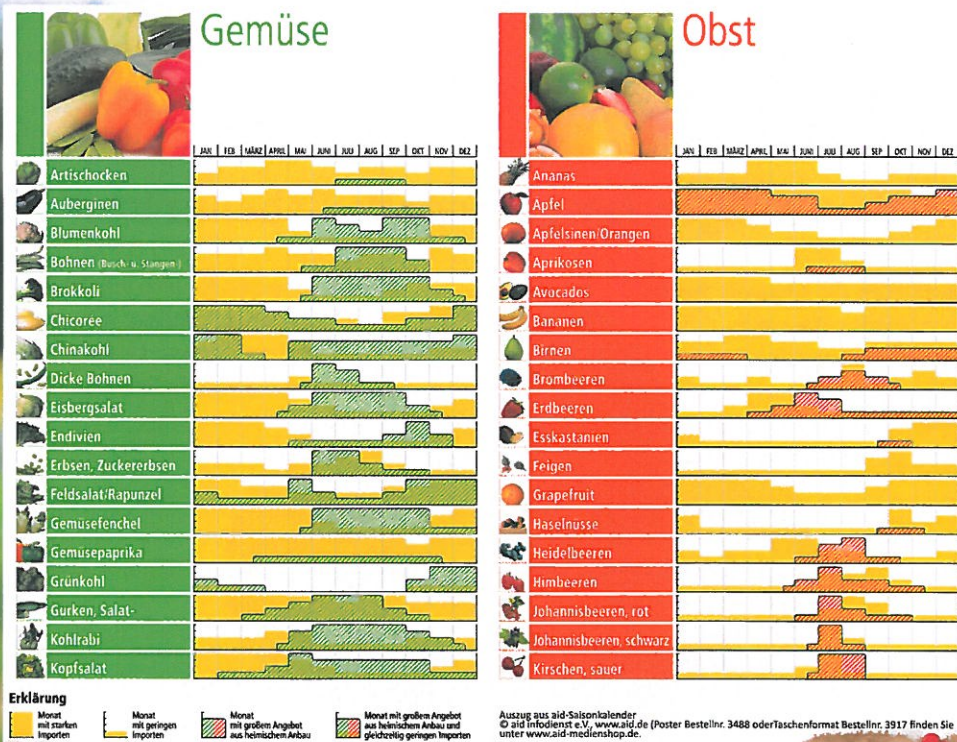 Gemüse
JAN FEB MÄRZ APRIL MAI JUNI JULI AUG SEP OKT NOV DEZ
Artischocken
Auberginen
Blumenkohl
Bohnen (Busch- u. Stangen-)
Brokkoli
Chicoree
Chinakohl
Dicke Bohnen
Eisbergsalat
Endivien
Erbsen, Zuckererbsen
Feldsalat/Rapunzel
Gemüsefenchel
Gemüsepaprika
Grünkohl
Gurken, Salat-
Kohlrabi
Kopfsalat
Obst
JAN FEB MÄRZ APRIL MAI JUNI JULI AUG SEP OKT NOV DEZ
Ananas
Apfel
Apfelsinen/Orangen
Aprikosen
Avocados
Bananen
Birnen
Brombeeren
Erdbeeren
Esskastanien
Feigen
Grapefruit
Haselnüsse
Heidelbeeren
Himbeeren
Johannisbeeren, rot
Johannisbeeren, schwarz
Kirschen, sauer
Erklärung
Monat
mit starken
Importen
Monat
mit geringen
Importen
Monat
mit großem Angebot
aus heimischem Anbau
Monat mit großem Angebot
aus heimischem Anbau und
gleichzeitig geringen Importen
Auszug aus aid-Saisonkalender
© aid infodienst e.V., www.aid.de (Poster Bestellnr. 3488 oderTaschenformat Bestellnr. 3917 finden Sie
unter www.aid-medienshop.de.